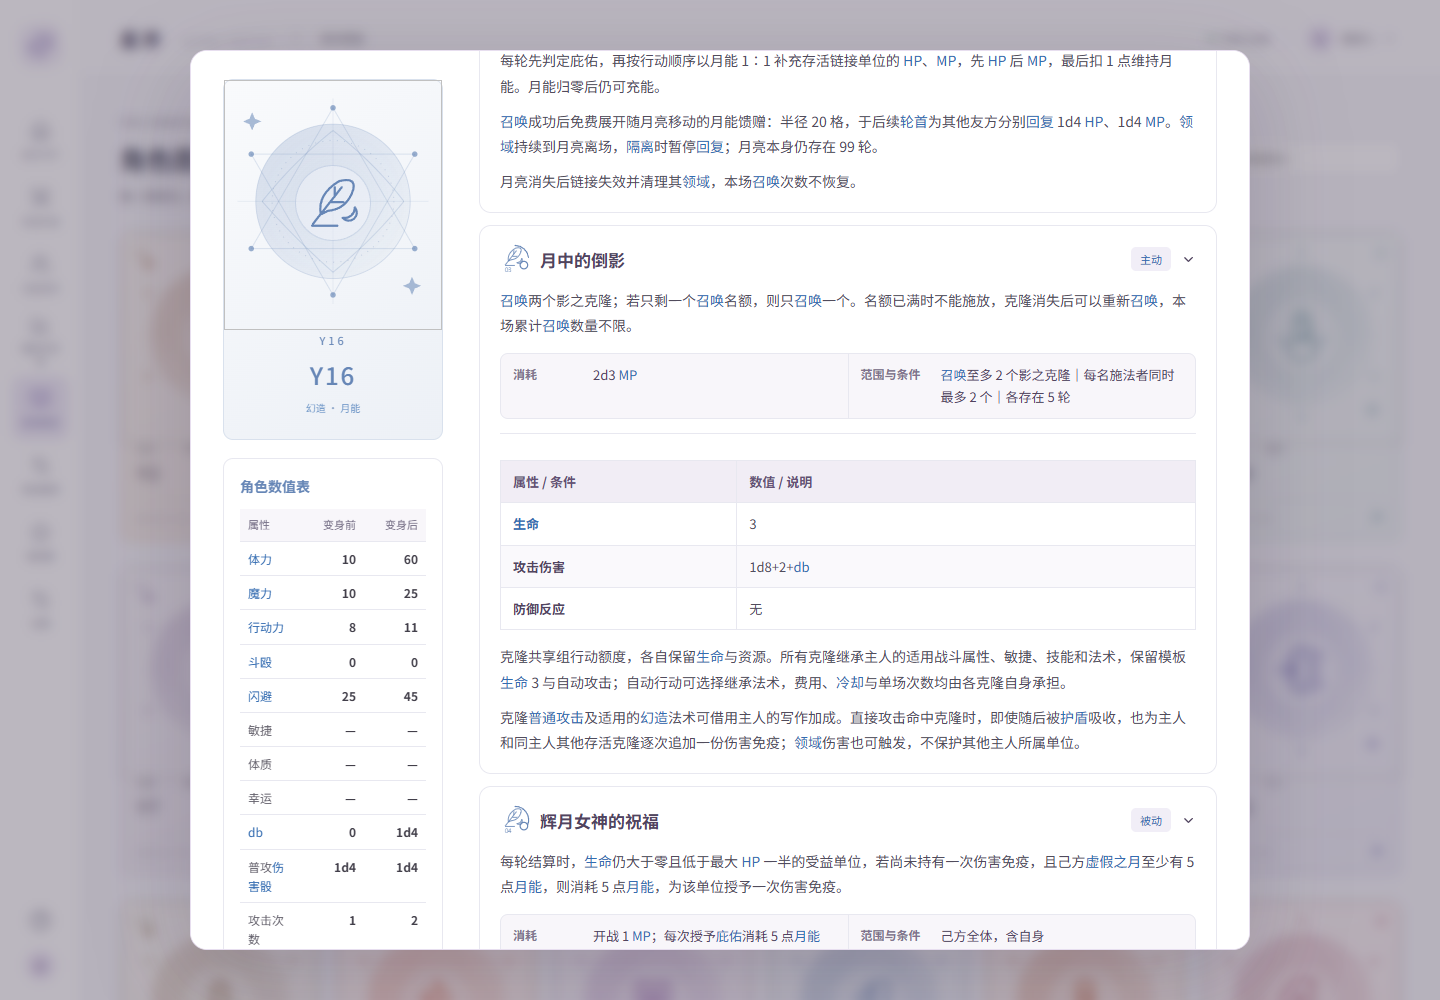 Y16
Y16
幻造 · 月能
角色数值表
属性 变身前 变身后
体力 10 60
魔力 10 25
行动力 8 11
斗殴 0 0
闪避 25 45
敏捷 — —
体质 — —
幸运 — —
db 0 1d4
普攻伤害骰 1d4 1d4
攻击次数 1 2
每轮先判定庇佑，再按行动顺序以月能 1：1 补充存活链接单位的 HP、MP，先 HP 后 MP，最后扣 1 点维持月
能。月能归零后仍可充能。
召唤成功后免费展开随月亮移动的月能馈赠：半径 20 格，于后续轮首为其他友方分别回复 1d4 HP、1d4 MP。领
域持续到月亮离场，隔离时暂停回复；月亮本身仍存在 99 轮。
月亮消失后链接失效并清理其领域，本场召唤次数不恢复。
03
月中的倒影
主动
召唤两个影之克隆；若只剩一个召唤名额，则只召唤一个。名额已满时不能施放，克隆消失后可以重新召唤，本
场累计召唤数量不限。
消耗 2d3 MP
范围与条件 召唤至多 2 个影之克隆｜每名施法者同时
最多 2 个｜各存在 5 轮
属性 / 条件 数值 / 说明
生命 3
攻击伤害 1d8+2+db
防御反应 无
克隆共享组行动额度，各自保留生命与资源。所有克隆继承主人的适用战斗属性、敏捷、技能和法术，保留模板
生命 3 与自动攻击；自动行动可选择继承法术，费用、冷却与单场次数均由各克隆自身承担。
克隆普通攻击及适用的幻造法术可借用主人的写作加成。直接攻击命中克隆时，即使随后被护盾吸收，也为主人
和同主人其他存活克隆逐次追加一份伤害免疫；领域伤害也可触发，不保护其他主人所属单位。
04
辉月女神的祝福
被动
每轮结算时，生命仍大于零且低于最大 HP 一半的受益单位，若尚未持有一次伤害免疫，且己方虚假之月至少有 5
点月能，则消耗 5 点月能，为该单位授予一次伤害免疫。
消耗 开战 1 MP；每次授予庇佑消耗 5 点月能
范围与条件 己方全体，含自身